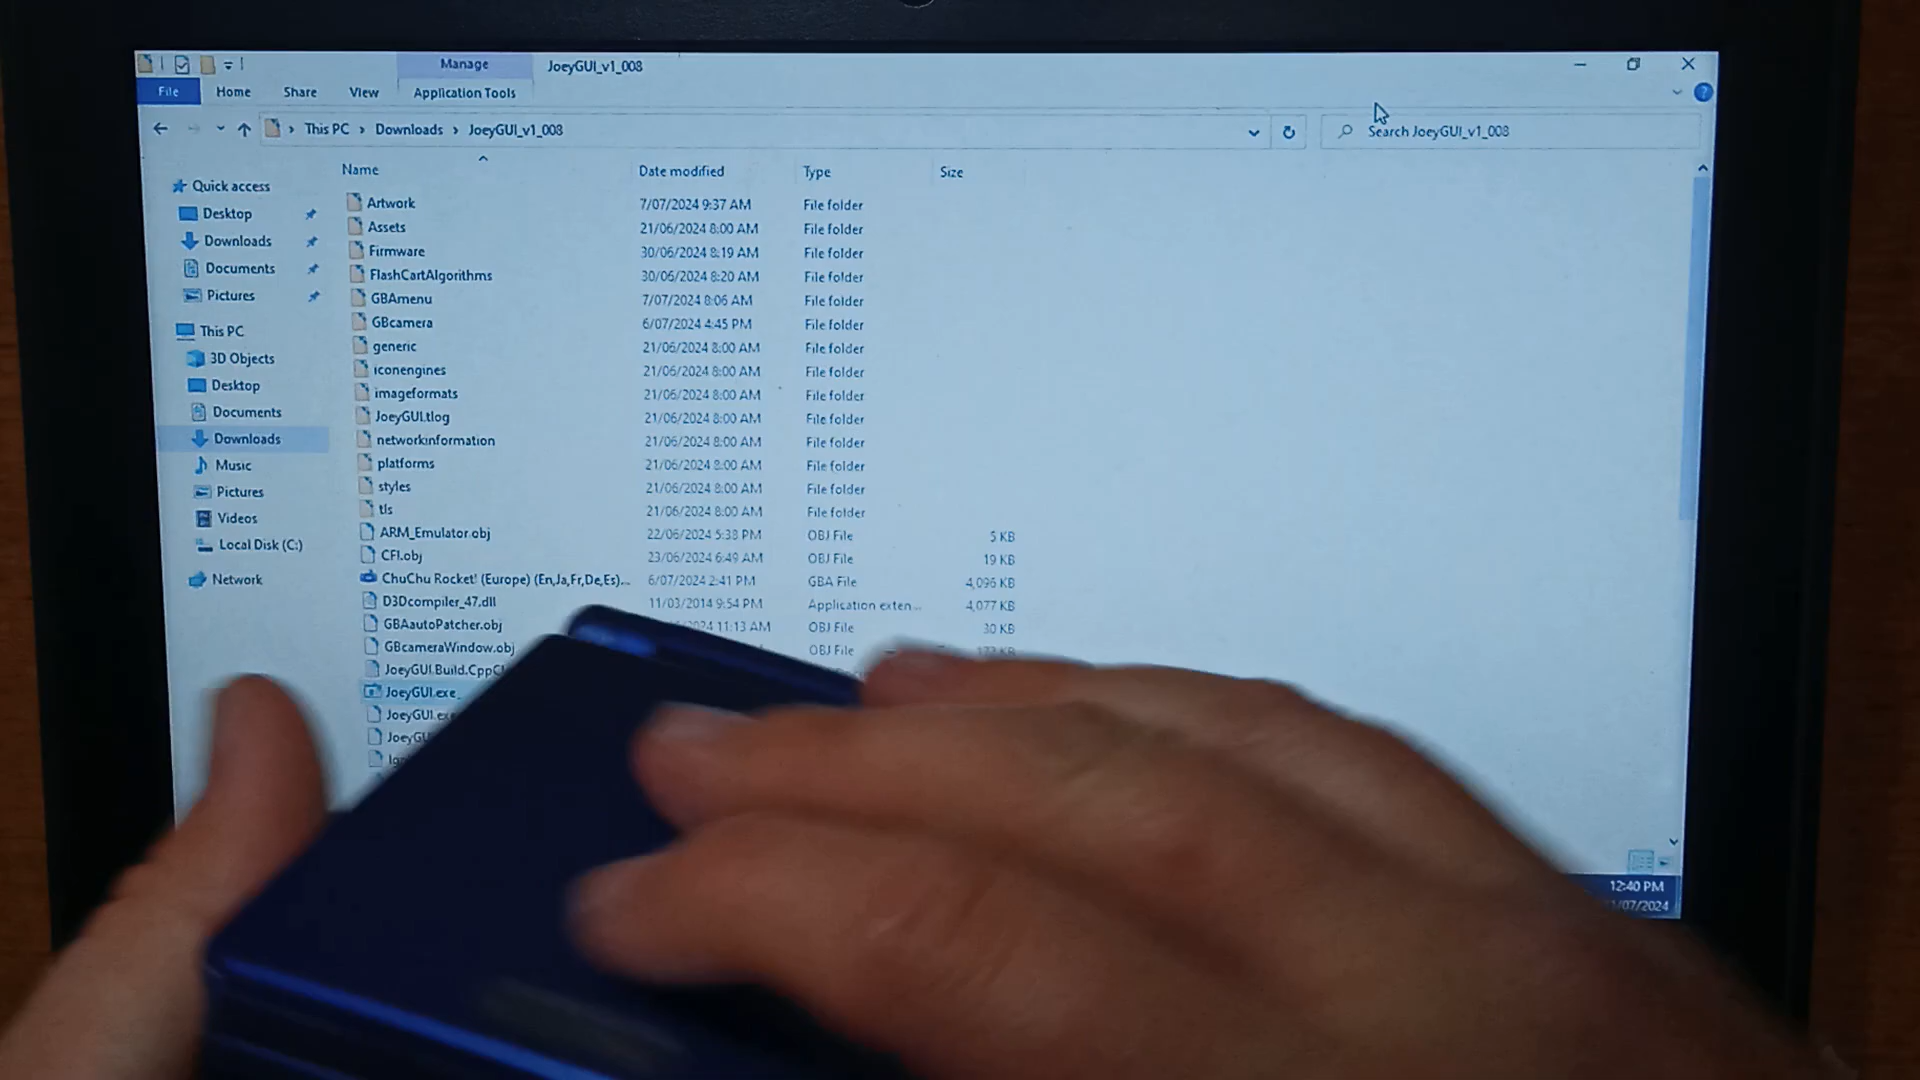 Manage JoeyGUI_v1_008
File Home Share View Application Tools
This PC Downloads JoeyGUI_v1_008 Search JoeyGUI_v1_008
Name Date modified Type Size
Quick access
Desktop
Downloads
Documents
Pictures
This PC
3D Objects
Desktop
Documents
Downloads
Music
Pictures
Videos
Local Disk (C:)
Network
Artwork 7/07/2024 9:37 AM File folder
Assets 21/06/2024 8:00 AM File folder
Firmware 30/06/2024 8:19 AM File folder
FlashCartAlgorithms 30/06/2024 8:20 AM File folder
GBAmenu 7/07/2024 8:06 AM File folder
GBcamera 6/07/2024 4:45 PM File folder
generic 21/06/2024 8:00 AM File folder
iconengines 21/06/2024 8:00 AM File folder
imageformats 21/06/2024 8:00 AM File folder
JoeyGUI.tlog 21/06/2024 8:00 AM File folder
networkinformation 21/06/2024 8:00 AM File folder
platforms 21/06/2024 8:00 AM File folder
styles 21/06/2024 8:00 AM File folder
tls 21/06/2024 8:00 AM File folder
ARM_Emulator.obj 22/06/2024 5:38 PM OBJ File 5 KB
CFI.obj 23/06/2024 6:49 AM OBJ File 19 KB
ChuChu Rocket! (Europe) (En,Ja,Fr,De,Es)... 6/07/2024 2:41 PM GBA File 4,096 KB
D3Dcompiler_47.dll 11/03/2014 9:54 PM Application exten... 4,077 KB
GBAautoPatcher.obj 2024 11:13 AM OBJ File 30 KB
GBcameraWindow.obj OBJ File
JoeyGUI.Build.CppCl
JoeyGUI.exe
JoeyGUI.exe
JoeyGU
12:40 PM
/07/2024